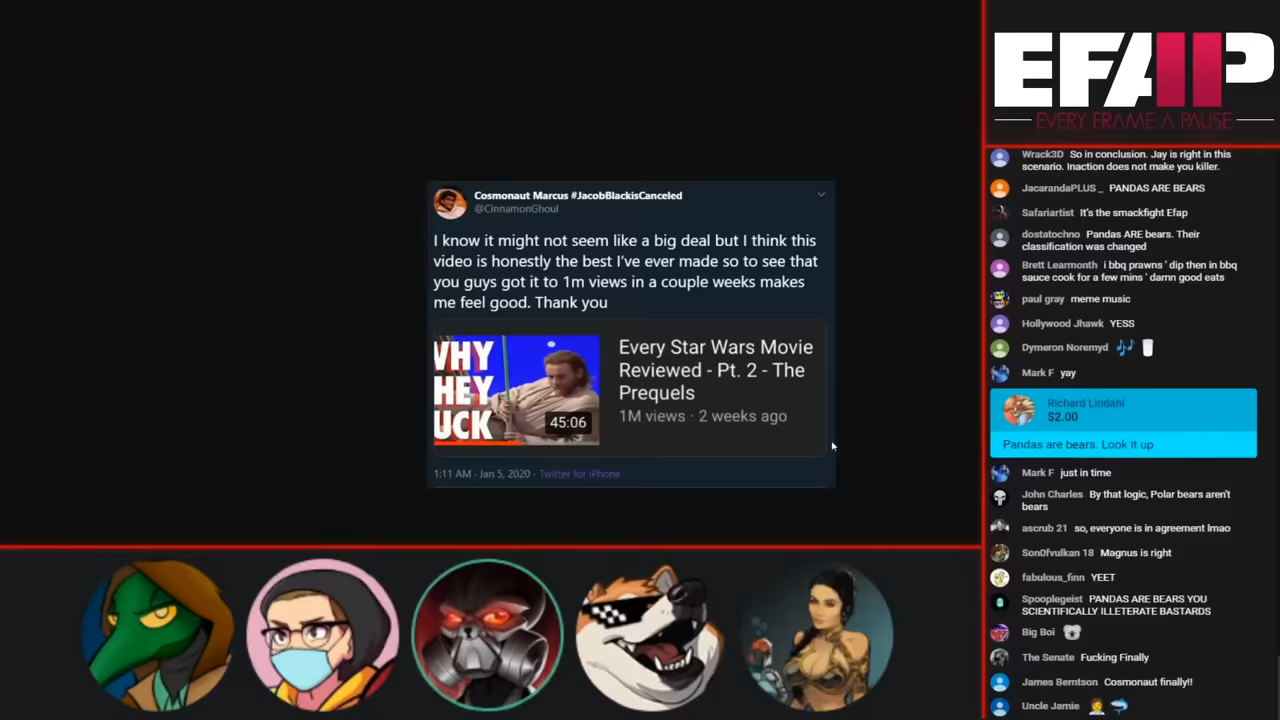 Cosmonaut Marcus #JacobBlackisCanceled
@CinnamonGhoul
I know it might not seem like a big deal but I think this
video is honestly the best I've ever made so to see that
you guys got it to 1m views in a couple weeks makes
me feel good. Thank you
WHY
HEY
UCK
45:06
Every Star Wars Movie
Reviewed - Pt. 2 - The
Prequels
1M views · 2 weeks ago
1:11 AM · Jan 5, 2020 · Twitter for iPhone
EFAP
EVERY FRAME A PAUSE
Wrack3D So in conclusion. Jay is right in this
scenario. Inaction does not make you killer.
JacarandaPLUS_ PANDAS ARE BEARS
Safariartist It's the smackfight Efap
dostatochno Pandas ARE bears. Their
classification was changed
Brett Learmonth i bbq prawns ' dip then in bbq
sauce cook for a few mins ' damn good eats
paul gray meme music
Hollywood Jhawk YESS
Dymeron Noremyd 🎶🥛
Mark F yay
Richard Lindahl
$2.00
Pandas are bears. Look it up
Mark F just in time
John Charles By that logic, Polar bears aren't
bears
ascrub 21 so, everyone is in agreement lmao
Son0fvulkan 18 Magnus is right
fabulous_finn YEET
Spooplegeist PANDAS ARE BEARS YOU
SCIENTIFICALLY ILLETERATE BASTARDS
Big Boi 🐨
The Senate Fucking Finally
James Berntson Cosmonaut finally!!
Uncle Jamie